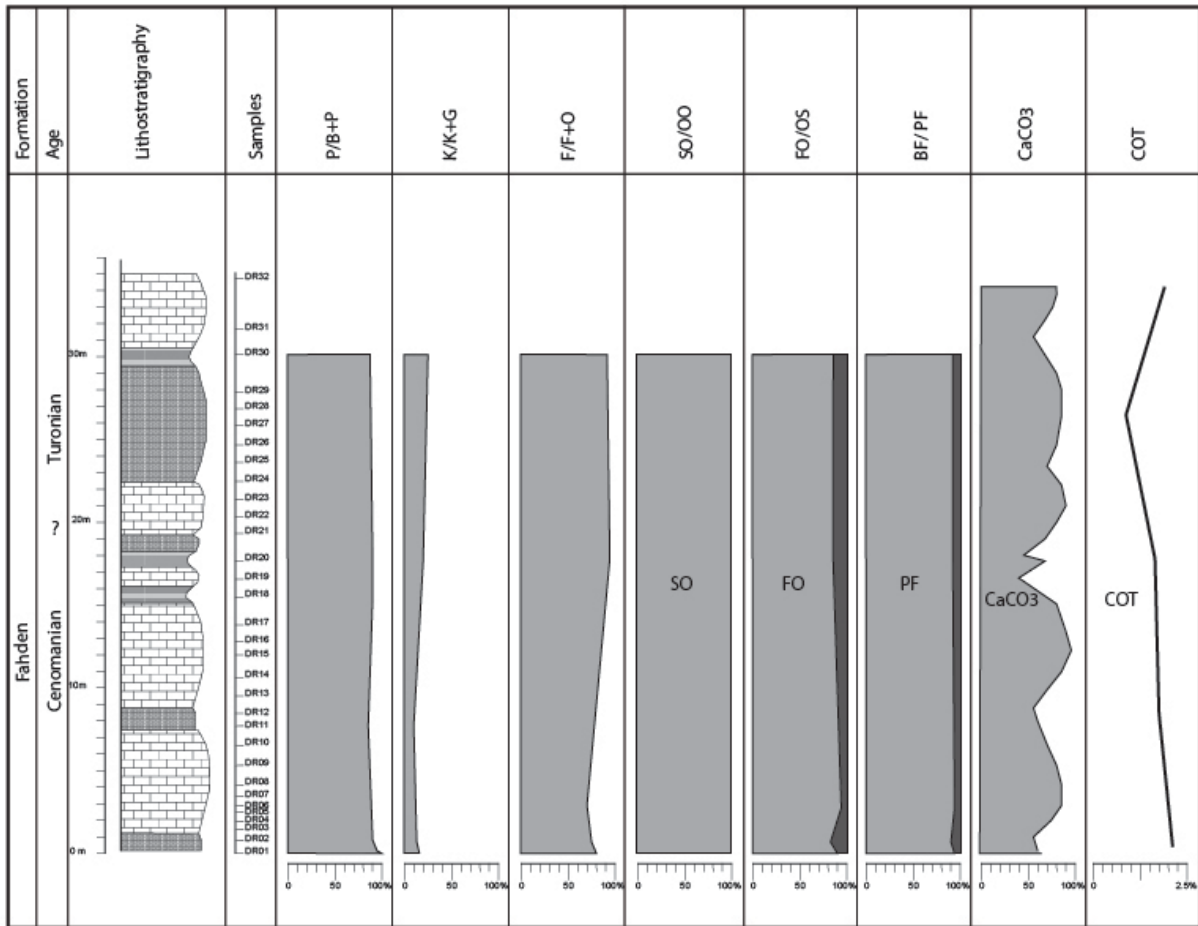 Formation
Age
Lithostratigraphy
Samples
P/B+P
K/K+G
F/F+O
SO/OO
FO/OS
BF/ PF
CaCO3
COT
Fahden
Turonian
?
Cenomanian
30m
20m
10m
0 m
DR32
DR31
DR30
DR29
DR28
DR27
DR26
DR25
DR24
DR23
DR22
DR21
DR20
DR19
DR18
DR17
DR16
DR15
DR14
DR13
DR12
DR11
DR10
DR09
DR08
DR07
DR06
DR05
DR04
DR03
DR02
DR01
SO
FO
PF
CaCO3
COT
0 50 100%
0 50 100%
0 50 100%
0 50 100%
0 50 100%
0 50 100%
0 50 100%
0 2.5%